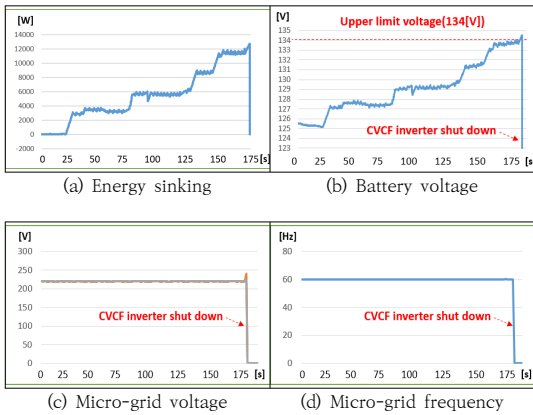 [W]
14000
12000
10000
8000
6000
4000
2000
0
-2000
0 25 50 75 100 125 150 175 [s]
(a) Energy sinking
[V]
Upper limit voltage(134[V])
135
134
133
132
131
130
129
128
127
126
125
124
123
CVCF inverter shut down
0 25 50 75 100 125 150 175 [s]
(b) Battery voltage
[V]
300
250
200
150
100
50
0
CVCF inverter shut down
0 25 50 75 100 125 150 175 [s]
(c) Micro-grid voltage
[Hz]
80
60
40
20
0
CVCF inverter shut down
0 25 50 75 100 125 150 175 [s]
(d) Micro-grid frequency